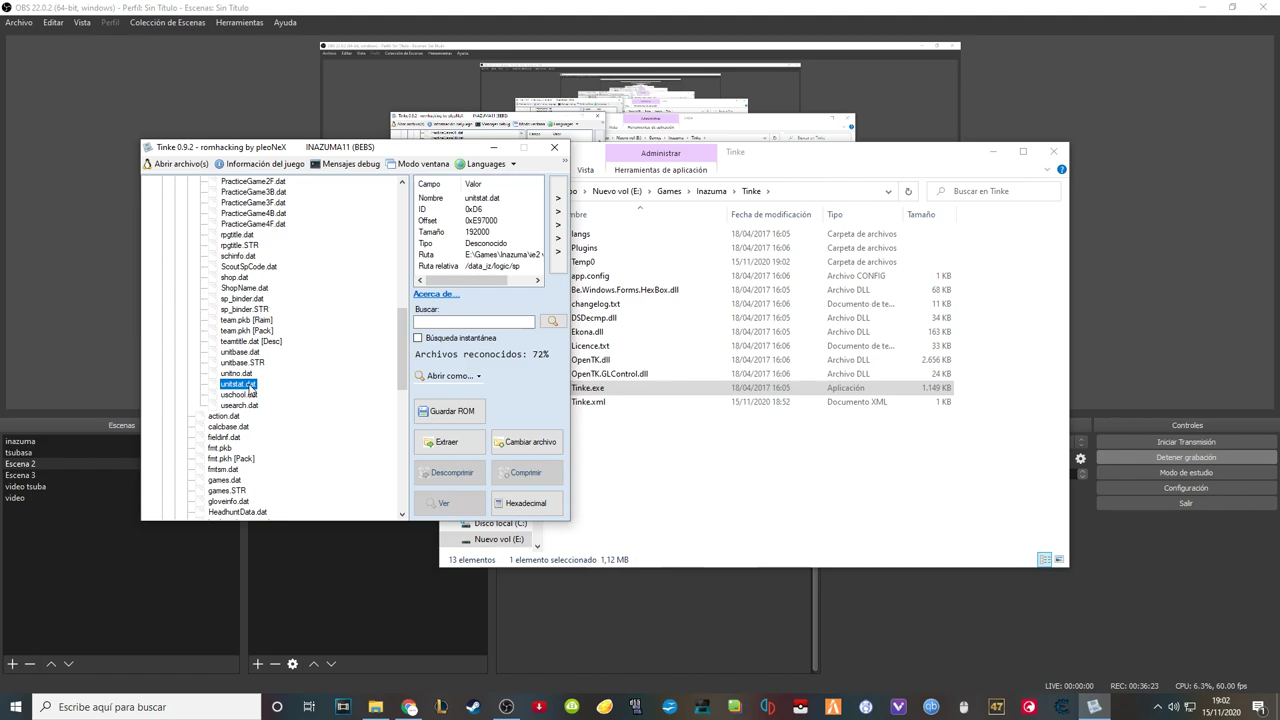 OBS 22.0.2 (64-bit, windows) - Perfil: Sin Título - Escenas: Sin Título
Archivo Editar Vista Perfil Colección de Escenas Herramientas Ayuda
Tinke 0.9.2 - romhacking by pleoNeX INAZUMA11 (BEBS)
Abrir archivo(s) Información del juego Mensajes debug Modo ventana Languages
PracticeGame2F.dat
PracticeGame3B.dat
PracticeGame3F.dat
PracticeGame4B.dat
PracticeGame4F.dat
rpgtitle.dat
rpgtitle.STR
schinfo.dat
ScoutSpCode.dat
shop.dat
ShopName.dat
sp_binder.dat
sp_binder.STR
team.pkb [Raim]
team.pkh [Pack]
teamtitle.dat [Desc]
unitbase.dat
unitbase.STR
unitno.dat
unitstat.dat
uschool.dat
usearch.dat
action.dat
calcbase.dat
fieldinf.dat
fmt.pkb
fmt.pkh [Pack]
fmtsm.dat
games.dat
games.STR
gloveinfo.dat
HeadhuntData.dat
Campo Valor
Nombre unitstat.dat
ID 0xD6
Offset 0xE97000
Tamaño 192000
Tipo Desconocido
Ruta E:\Games\Inazuma\ie2
Ruta relativa /data_iz/logic/sp
Acerca de...
Buscar:
Búsqueda instantánea
Archivos reconocidos: 72%
Abrir como...
Guardar ROM
Extraer Cambiar archivo
Descomprimir Comprimir
Ver Hexadecimal
Administrar Tinke
Vista Herramientas de aplicación
Nuevo vol (E:) > Games > Inazuma > Tinke >
Buscar en Tinke
Fecha de modificación Tipo Tamaño
langs 18/04/2017 16:05 Carpeta de archivos
Plugins 18/04/2017 16:05 Carpeta de archivos
Temp0 15/11/2020 19:02 Carpeta de archivos
app.config 18/04/2017 16:06 Archivo CONFIG 1 KB
Be.Windows.Forms.HexBox.dll 18/04/2017 16:06 Archivo DLL 68 KB
changelog.txt 18/04/2017 16:06 Documento de te... 11 KB
DSDecmp.dll 18/04/2017 16:06 Archivo DLL 34 KB
Ekona.dll 18/04/2017 16:05 Archivo DLL 163 KB
Licence.txt 18/04/2017 16:06 Documento de te... 1 KB
OpenTK.dll 18/04/2017 16:06 Archivo DLL 2.656 KB
OpenTK.GLControl.dll 18/04/2017 16:06 Archivo DLL 24 KB
Tinke.exe 18/04/2017 16:05 Aplicación 1.149 KB
Tinke.xml 15/11/2020 18:52 Documento XML 1 KB
Disco local (C:)
Nuevo vol (E:)
13 elementos 1 elemento seleccionado 1,12 MB
Escenas
inazuma
tsubasa
Escena 2
Escena 3
video tsuba
video
Controles
Iniciar Transmisión
Detener grabación
Modo de estudio
Configuración
Salir
LIVE: 00:00:00 REC: 00:36:23 CPU: 6.3%, 60.00 fps
Escribe aquí para buscar
19:02
15/11/2020